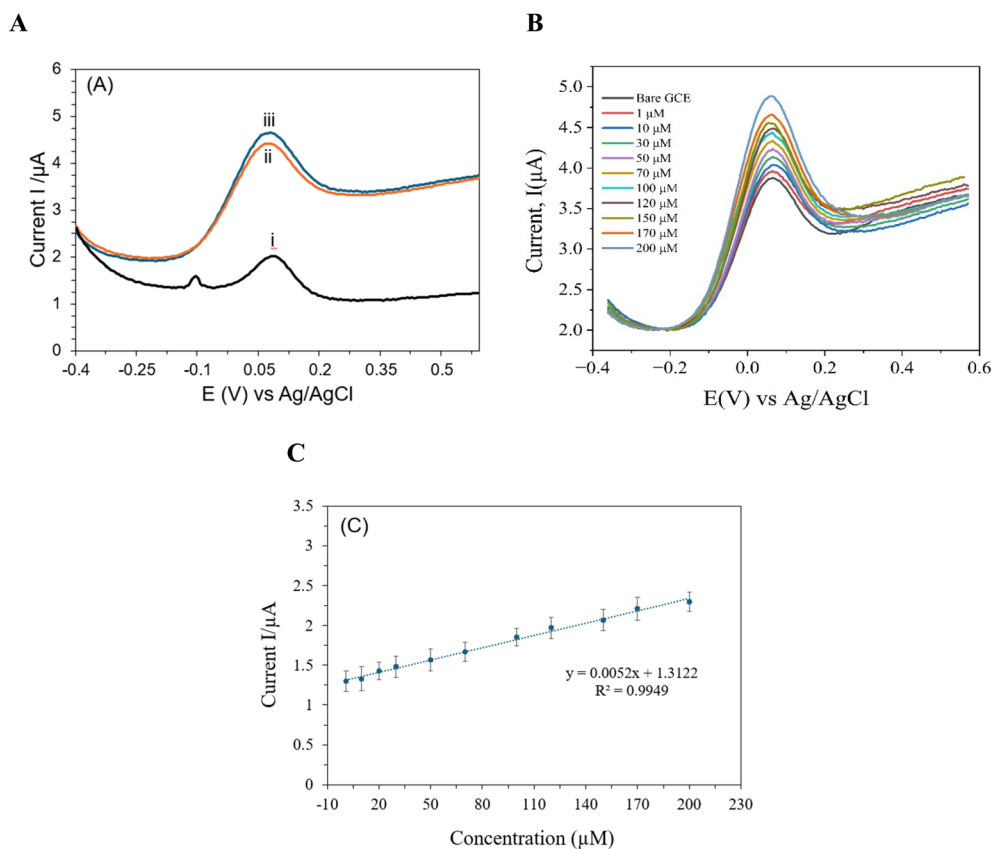 A
(A)
Current I /µA
6
5
4
3
2
1
0
iii
ii
i
-0.4
-0.25
-0.1
0.05
0.2
0.35
0.5
E (V) vs Ag/AgCl
B
Current, I(µA)
5.0
4.5
4.0
3.5
3.0
2.5
2.0
Bare GCE
1 µM
10 µM
30 µM
50 µM
70 µM
100 µM
120 µM
150 µM
170 µM
200 µM
−0.4
−0.2
0.0
0.2
0.4
0.6
E(V) vs Ag/AgCl
C
(C)
Current I/µA
3.5
3
2.5
2
1.5
1
0.5
0
y = 0.0052x + 1.3122
R² = 0.9949
-10
20
50
80
110
140
170
200
230
Concentration (µM)